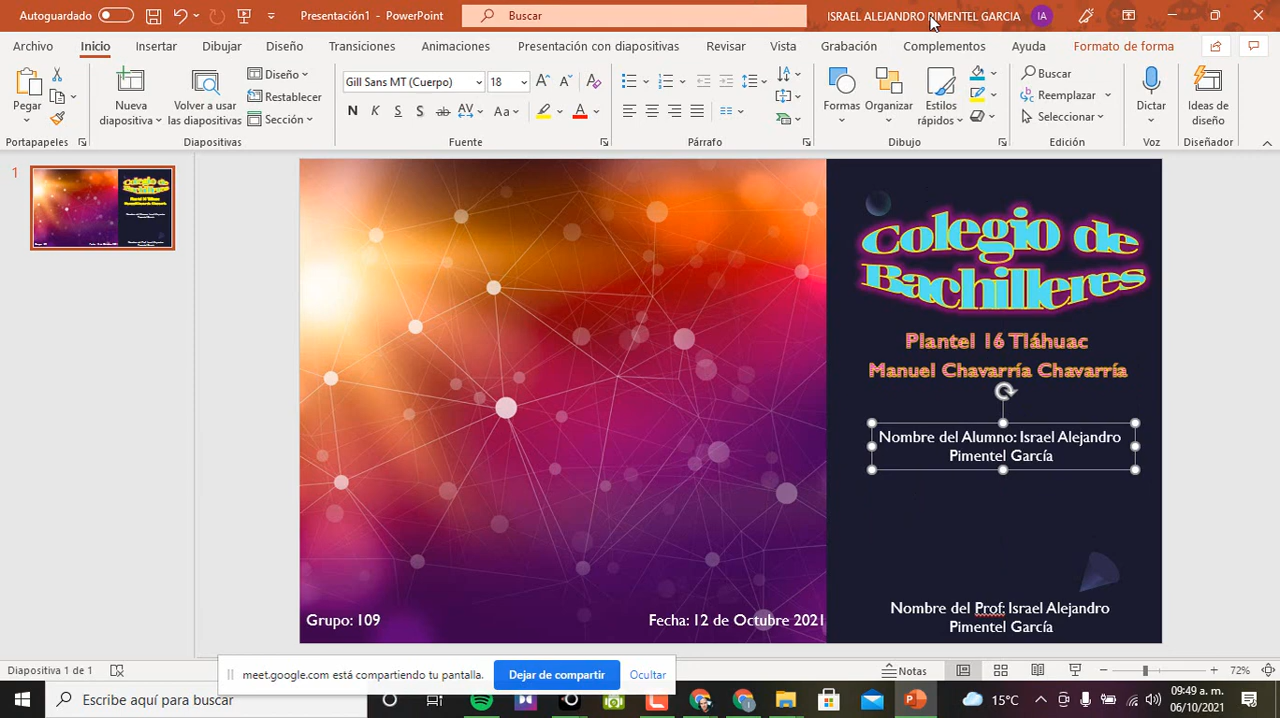 Autoguardado
Presentación1 - PowerPoint
Buscar
ISRAEL ALEJANDRO PIMENTEL GARCIA
IA
Archivo
Inicio
Insertar
Dibujar
Diseño
Transiciones
Animaciones
Presentación con diapositivas
Revisar
Vista
Grabación
Complementos
Ayuda
Formato de forma
Pegar
Nueva
diapositiva
Volver a usar
las diapositivas
Diseño
Restablecer
Sección
Gill Sans MT (Cuerpo)
18
N K S S ab AV Aa
Formas
Organizar
Estilos
rápidos
Buscar
Reemplazar
Seleccionar
Dictar
Ideas de
diseño
Portapapeles
Diapositivas
Fuente
Párrafo
Dibujo
Edición
Voz
Diseñador
1
Colegio de
Bachilleres
Plantel 16 Tláhuac
Manuel Chavarría Chavarría
Nombre del Alumno: Israel Alejandro
Pimentel García
Nombre del Prof: Israel Alejandro
Pimentel García
Grupo: 109
Fecha: 12 de Octubre 2021
meet.google.com está compartiendo tu pantalla.
Dejar de compartir
Ocultar
Diapositiva 1 de 1
Notas
72%
Escribe aquí para buscar
15°C
09:49 a. m.
06/10/2021